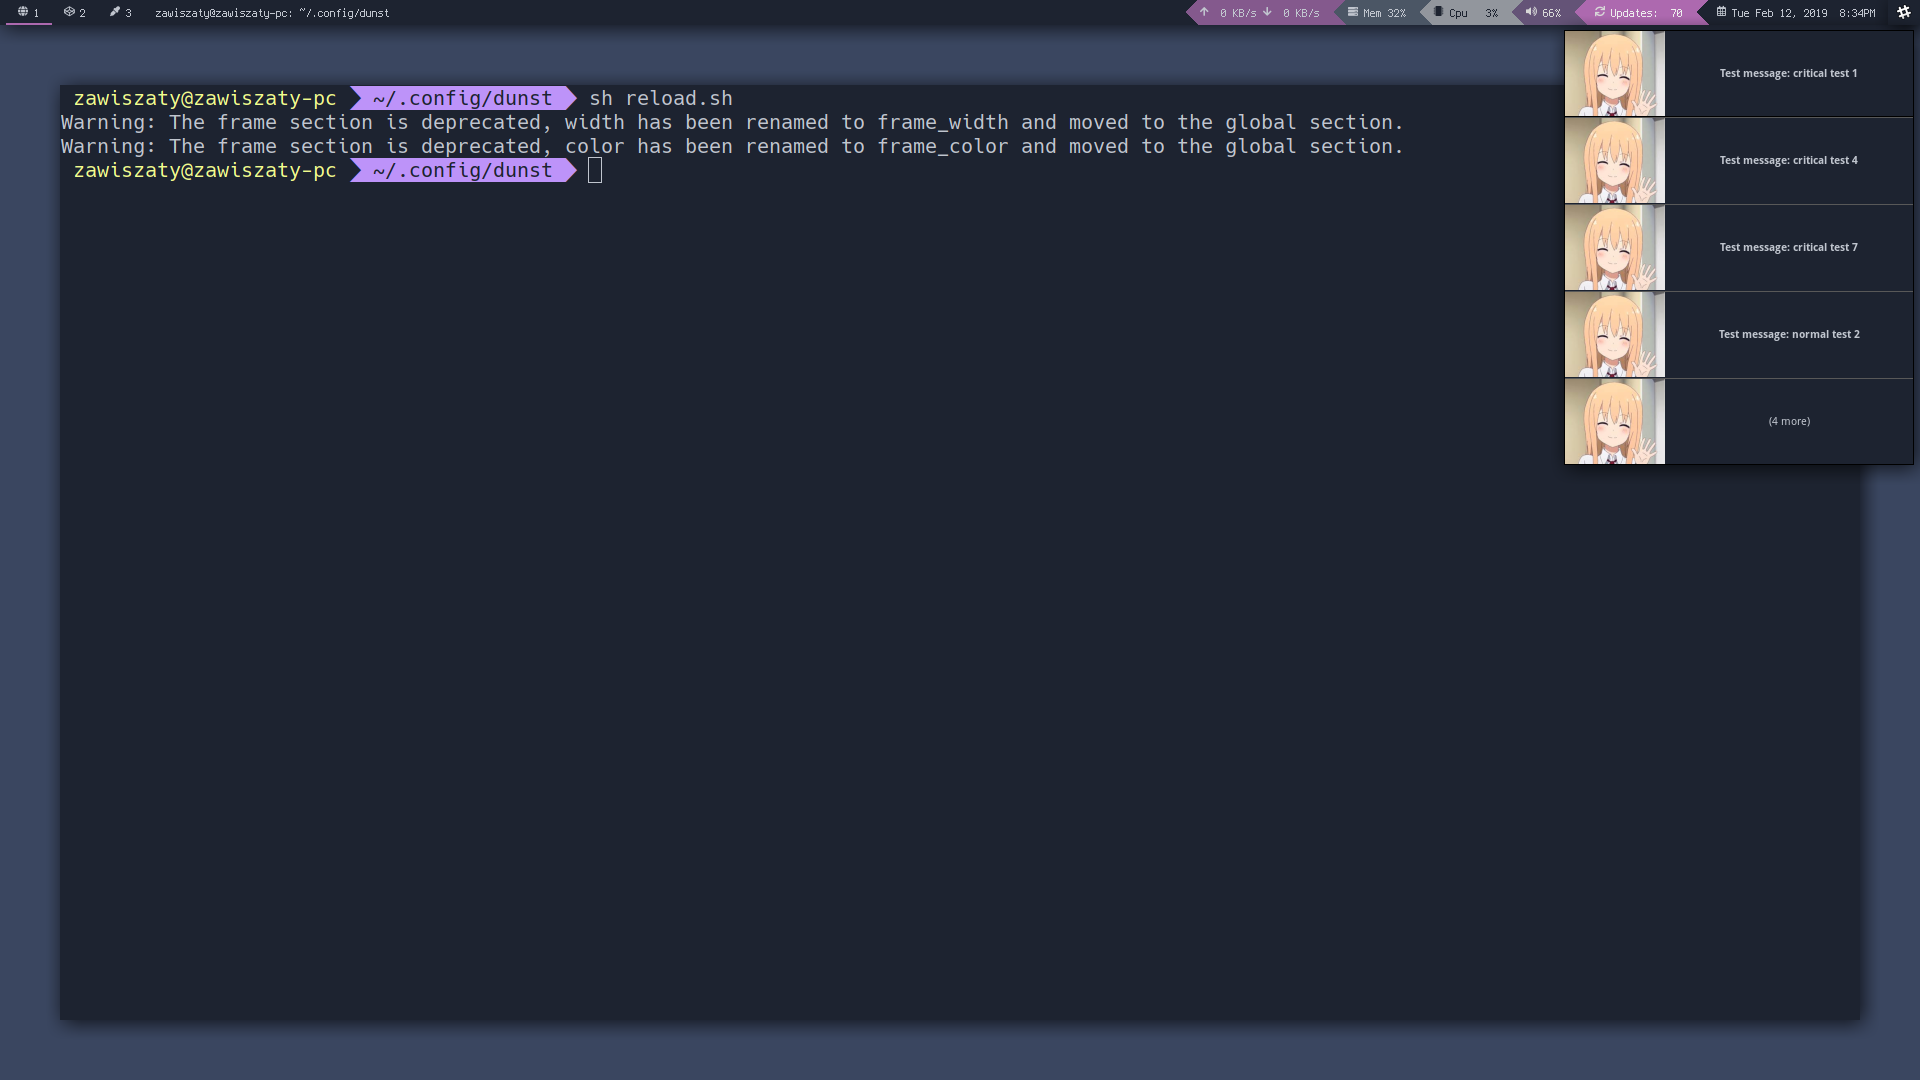 1 2 3 zawiszaty@zawiszaty-pc: ~/.config/dunst 0 KB/s 0 KB/s Mem 32% Cpu 3% 66% Updates: 70 Tue Feb 12, 2019 8:34PM
zawiszaty@zawiszaty-pc ~/.config/dunst sh reload.sh
Warning: The frame section is deprecated, width has been renamed to frame_width and moved to the global section.
Warning: The frame section is deprecated, color has been renamed to frame_color and moved to the global section.
zawiszaty@zawiszaty-pc ~/.config/dunst
Test message: critical test 1
Test message: critical test 4
Test message: critical test 7
Test message: normal test 2
(4 more)